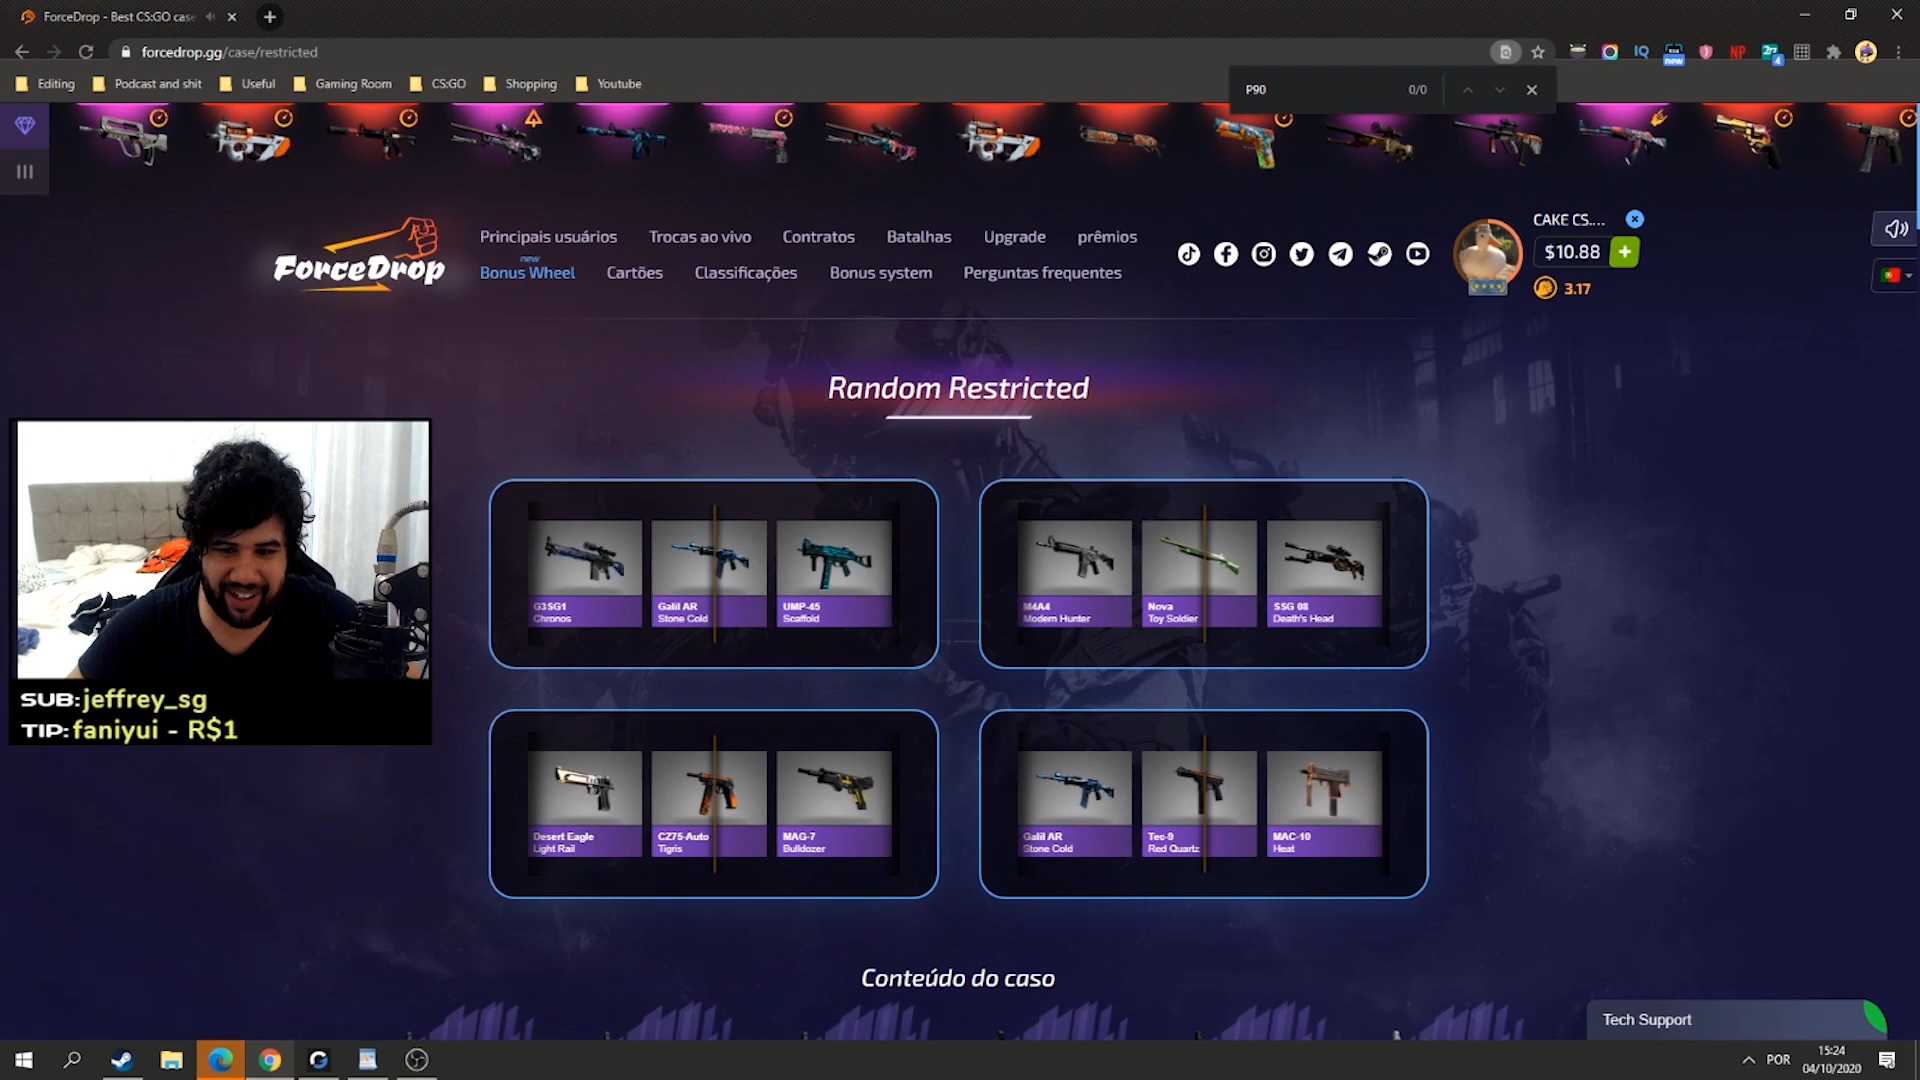 ForceDrop - Best CS:GO case
forcedrop.gg/case/restricted
Editing
Podcast and shit
Useful
Gaming Room
CS:GO
Shopping
Youtube
P90
0/0
IQ
new
NP
4
ForceDrop
Principais usuários
Trocas ao vivo
Contratos
Batalhas
Upgrade
prêmios
new
Bonus Wheel
Cartões
Classificações
Bonus system
Perguntas frequentes
CAKE CS....
$10.88
3.17
Random Restricted
G3SG1
Chronos
Galil AR
Stone Cold
UMP-45
Scaffold
M4A4
Modern Hunter
Nova
Toy Soldier
SSG 08
Death's Head
Desert Eagle
Light Rail
CZ75-Auto
Tigris
MAG-7
Bulldozer
Galil AR
Stone Cold
Tec-9
Red Quartz
MAC-10
Heat
SUB:jeffrey_sg
TIP:faniyui - R$1
Conteúdo do caso
Tech Support
POR
15:24
04/10/2020